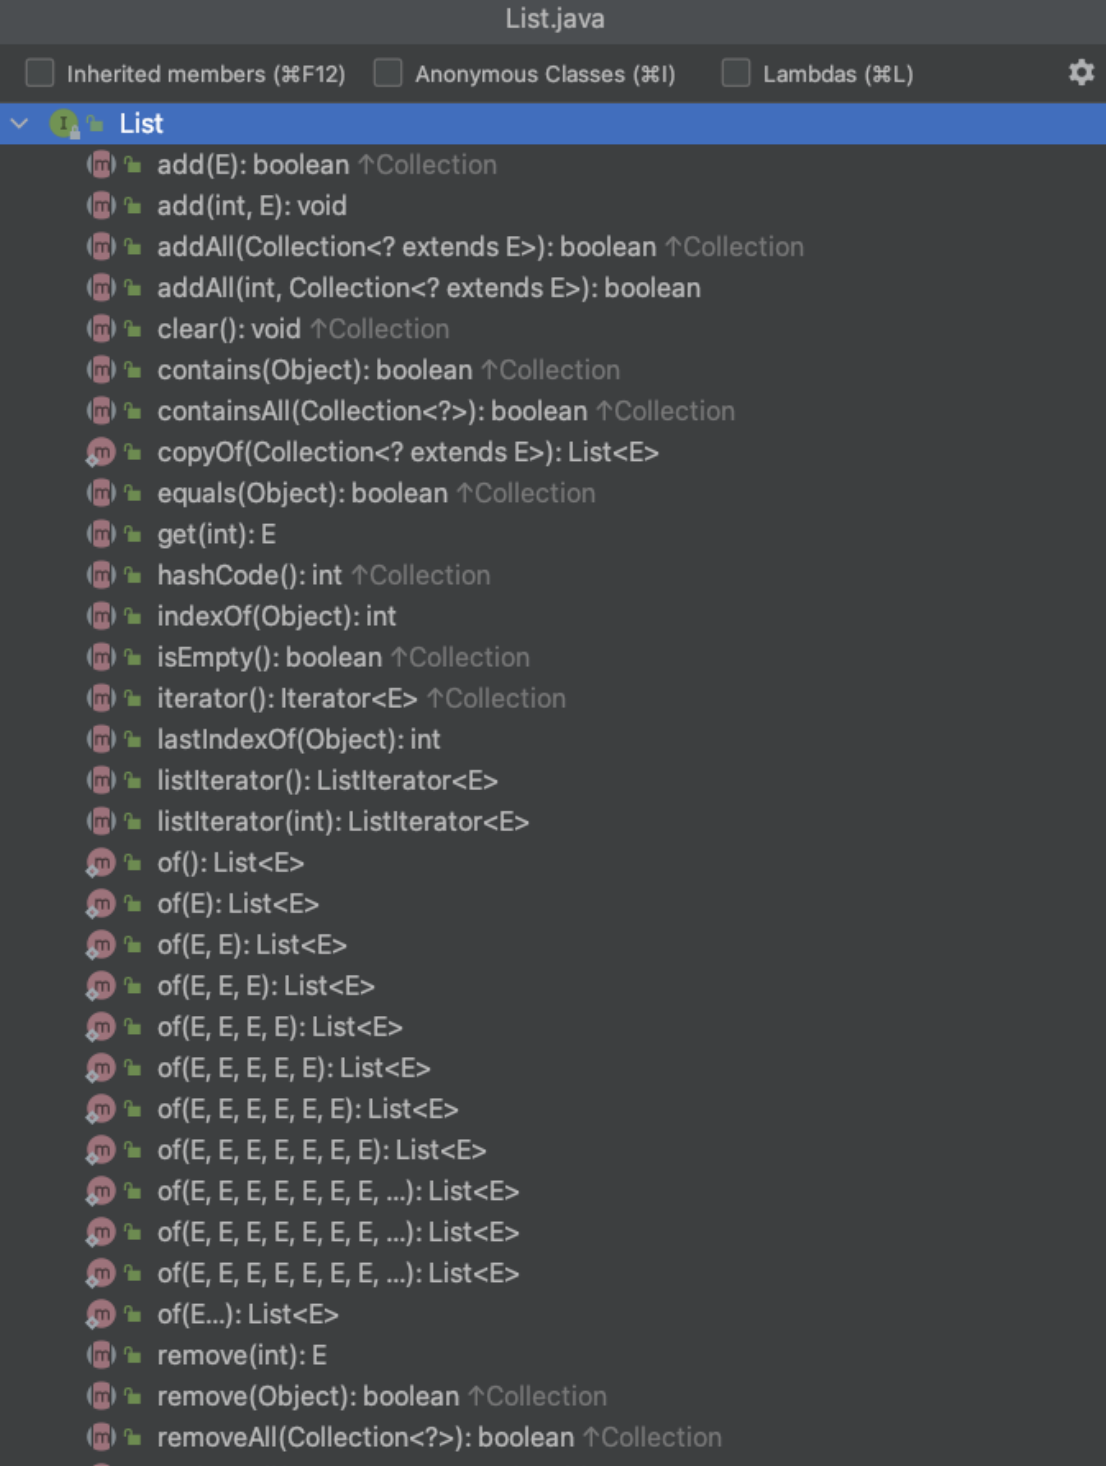 List.java
Inherited members (⌘F12) Anonymous Classes (⌘I) Lambdas (⌘L)
I List
m add(E): boolean ↑Collection
m add(int, E): void
m addAll(Collection<? extends E>): boolean ↑Collection
m addAll(int, Collection<? extends E>): boolean
m clear(): void ↑Collection
m contains(Object): boolean ↑Collection
m containsAll(Collection<?>): boolean ↑Collection
m copyOf(Collection<? extends E>): List<E>
m equals(Object): boolean ↑Collection
m get(int): E
m hashCode(): int ↑Collection
m indexOf(Object): int
m isEmpty(): boolean ↑Collection
m iterator(): Iterator<E> ↑Collection
m lastIndexOf(Object): int
m listIterator(): ListIterator<E>
m listIterator(int): ListIterator<E>
m of(): List<E>
m of(E): List<E>
m of(E, E): List<E>
m of(E, E, E): List<E>
m of(E, E, E, E): List<E>
m of(E, E, E, E, E): List<E>
m of(E, E, E, E, E, E): List<E>
m of(E, E, E, E, E, E, E): List<E>
m of(E, E, E, E, E, E, E, ...): List<E>
m of(E, E, E, E, E, E, E, ...): List<E>
m of(E, E, E, E, E, E, E, ...): List<E>
m of(E...): List<E>
m remove(int): E
m remove(Object): boolean ↑Collection
m removeAll(Collection<?>): boolean ↑Collection